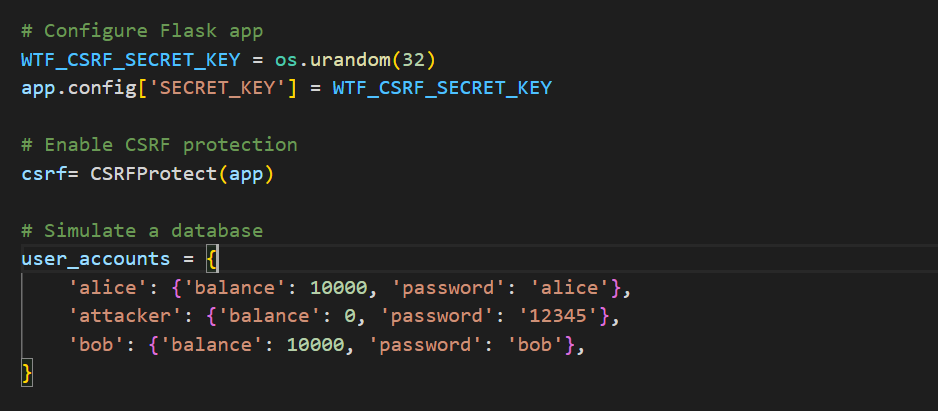 # Configure Flask app
WTF_CSRF_SECRET_KEY = os.urandom(32)
app.config['SECRET_KEY'] = WTF_CSRF_SECRET_KEY
# Enable CSRF protection
csrf= CSRFProtect(app)
# Simulate a database
user_accounts = {
    'alice': {'balance': 10000, 'password': 'alice'},
    'attacker': {'balance': 0, 'password': '12345'},
    'bob': {'balance': 10000, 'password': 'bob'},
}